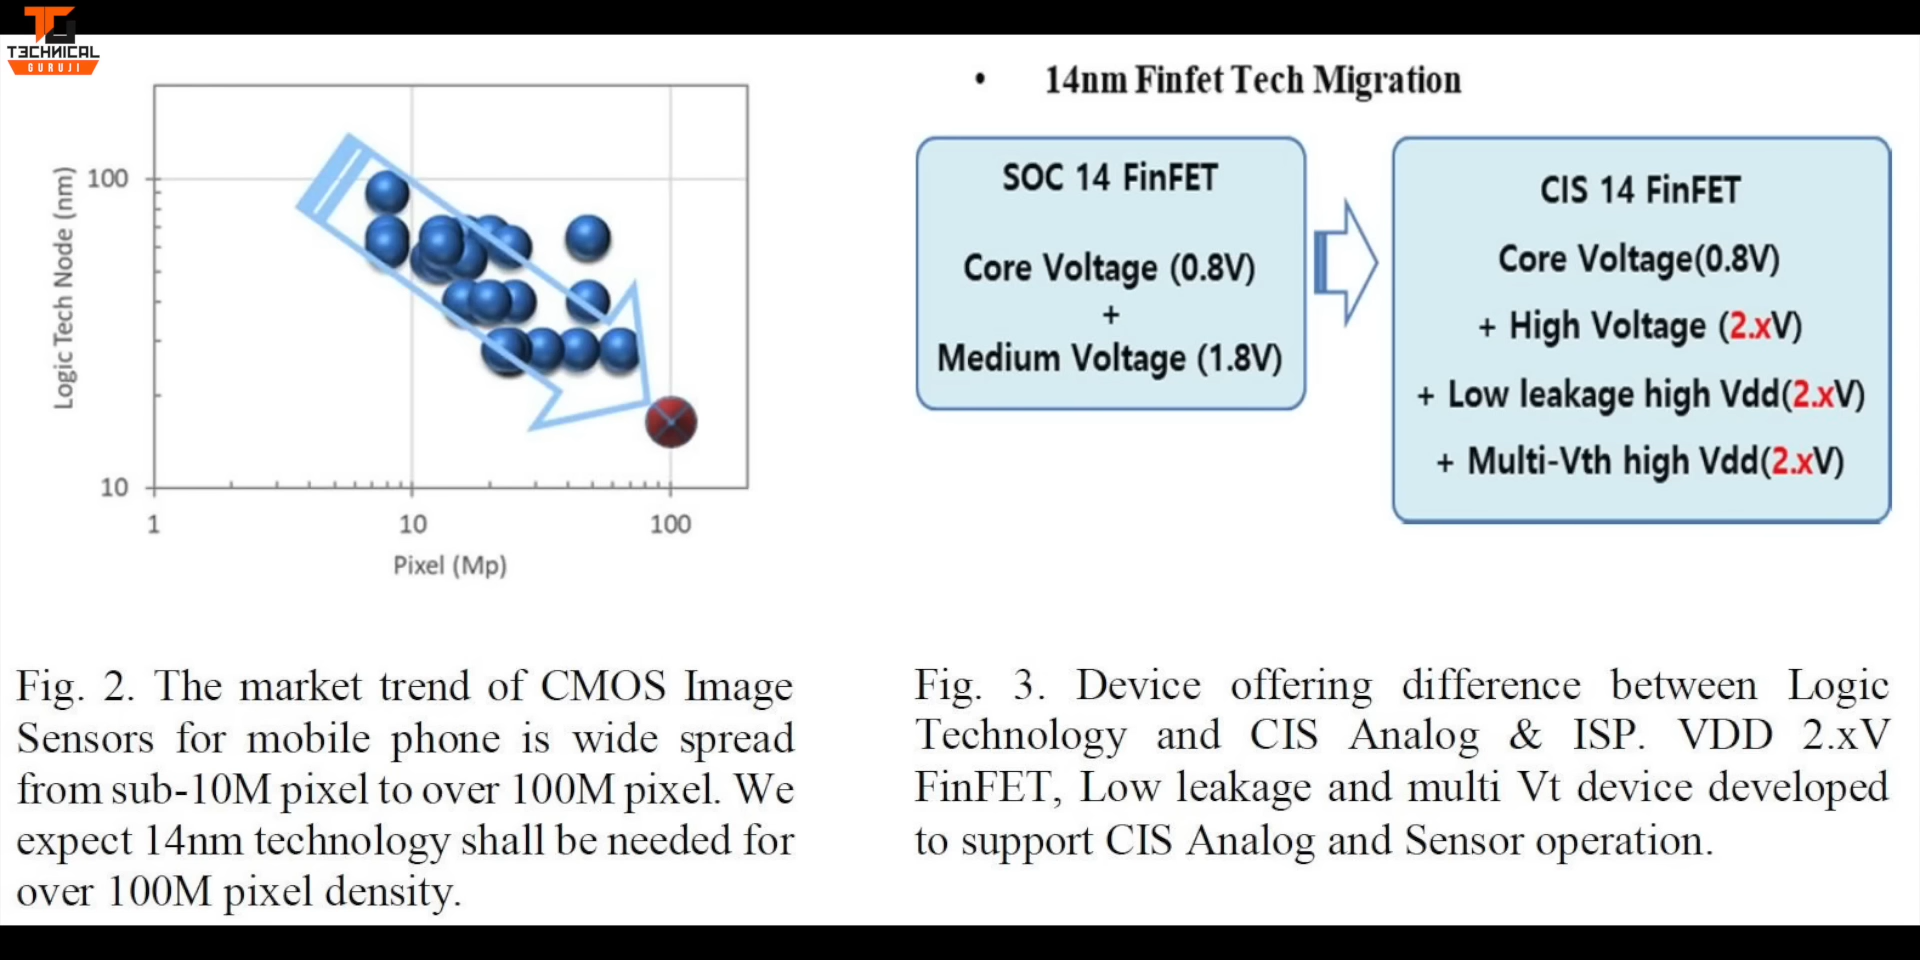 TECHNICAL
GURUJI
Logic Tech Node (nm)
100
10
1
10
100
Pixel (Mp)
Fig. 2. The market trend of CMOS Image
Sensors for mobile phone is wide spread
from sub-10M pixel to over 100M pixel. We
expect 14nm technology shall be needed for
over 100M pixel density.
• 14nm Finfet Tech Migration
SOC 14 FinFET
Core Voltage (0.8V)
+
Medium Voltage (1.8V)
CIS 14 FinFET
Core Voltage(0.8V)
+ High Voltage (2.xV)
+ Low leakage high Vdd(2.xV)
+ Multi-Vth high Vdd(2.xV)
Fig. 3. Device offering difference between Logic
Technology and CIS Analog & ISP. VDD 2.xV
FinFET, Low leakage and multi Vt device developed
to support CIS Analog and Sensor operation.